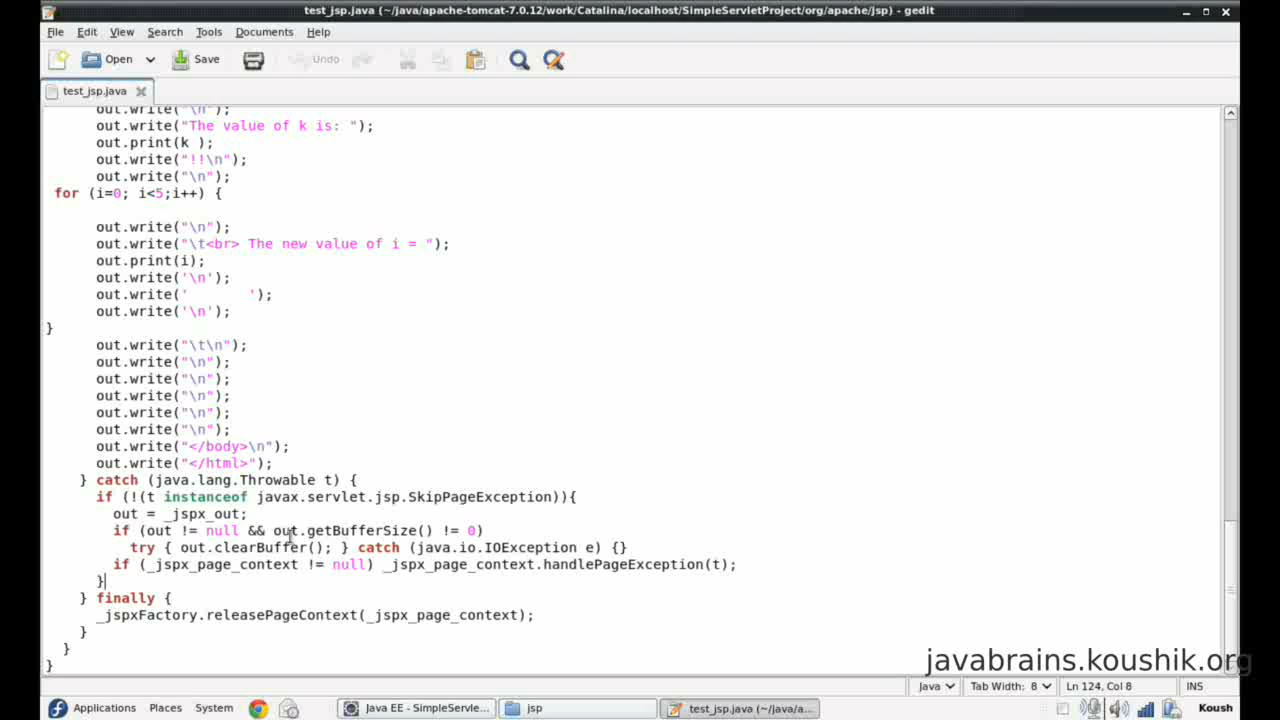 test_jsp.java (~/java/apache-tomcat-7.0.12/work/Catalina/localhost/SimpleServletProject/org/apache/jsp) - gedit
File Edit View Search Tools Documents Help
Open Save Undo
test_jsp.java
out.write("\n");
out.write("The value of k is: ");
out.print(k );
out.write("!!\n");
out.write("\n");
for (i=0; i<5;i++) {
out.write("\n");
out.write("\t<br> The new value of i = ");
out.print(i);
out.write('\n');
out.write('       ');
out.write('\n');
}
out.write("\t\n");
out.write("\n");
out.write("\n");
out.write("\n");
out.write("\n");
out.write("\n");
out.write("</body>\n");
out.write("</html>");
} catch (java.lang.Throwable t) {
if (!(t instanceof javax.servlet.jsp.SkipPageException)){
out = _jspx_out;
if (out != null && out.getBufferSize() != 0)
try { out.clearBuffer(); } catch (java.io.IOException e) {}
if (_jspx_page_context != null) _jspx_page_context.handlePageException(t);
}
} finally {
_jspxFactory.releasePageContext(_jspx_page_context);
}
}
}
javabrains.koushik.org
Java Tab Width: 8 Ln 124, Col 8 INS
Applications Places System Java EE - SimpleServle... jsp test_jsp.java (~/java/a... Koush